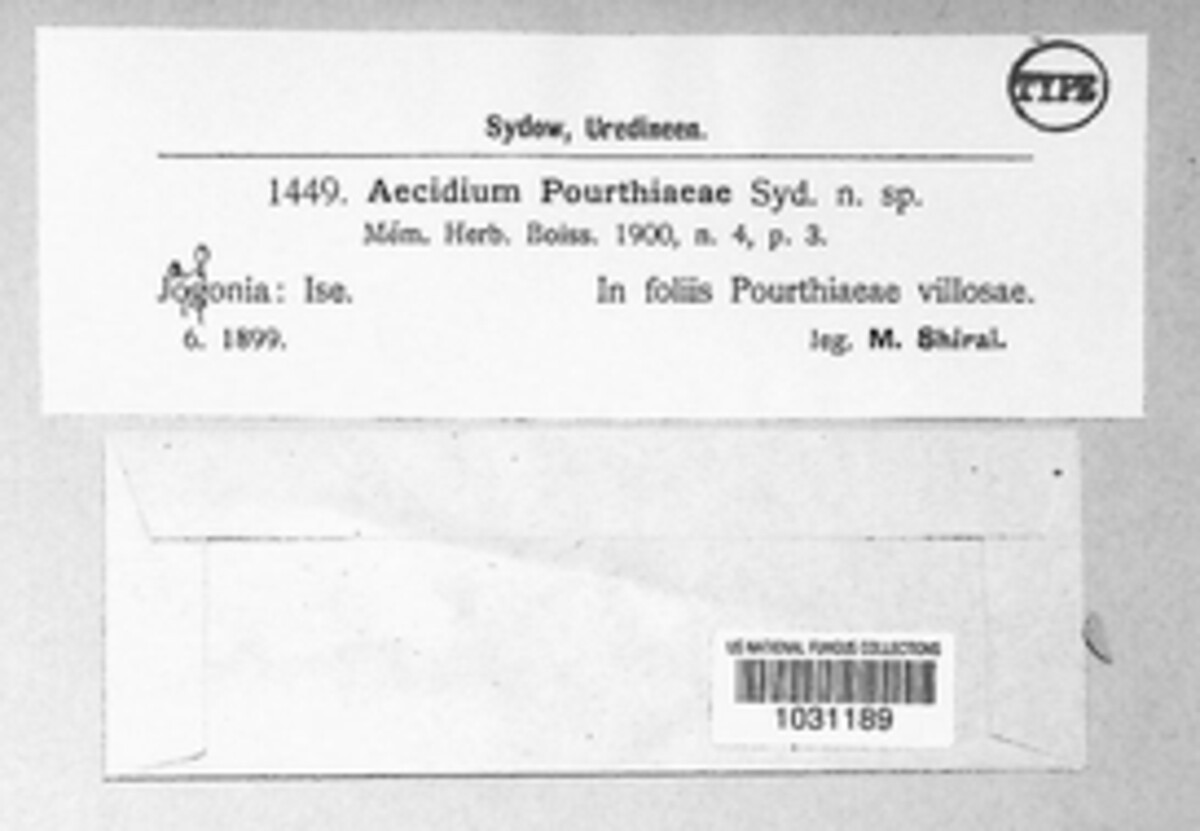 TYPE
Sydow, Uredineen.
1449. Aecidium Pourthiaeae Syd. n. sp.
Mém. Herb. Boiss. 1900, n. 4, p. 3.
a p
Jogonia: Ise. In foliis Pourthiaeae villosae.
6. 1899. leg. M. Shirai.
US NATIONAL FUNGUS COLLECTIONS
1031189